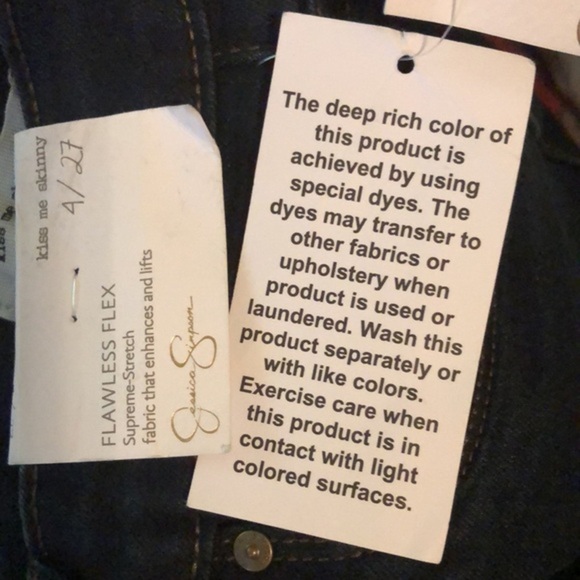 kiss me skinny
4/27
FLAWLESS FLEX
Supreme-Stretch
fabric that enhances and lifts
Jessica Simpson
The deep rich color of
this product is
achieved by using
special dyes. The
dyes may transfer to
other fabrics or
upholstery when
product is used or
laundered. Wash this
product separately or
with like colors.
Exercise care when
this product is in
contact with light
colored surfaces.